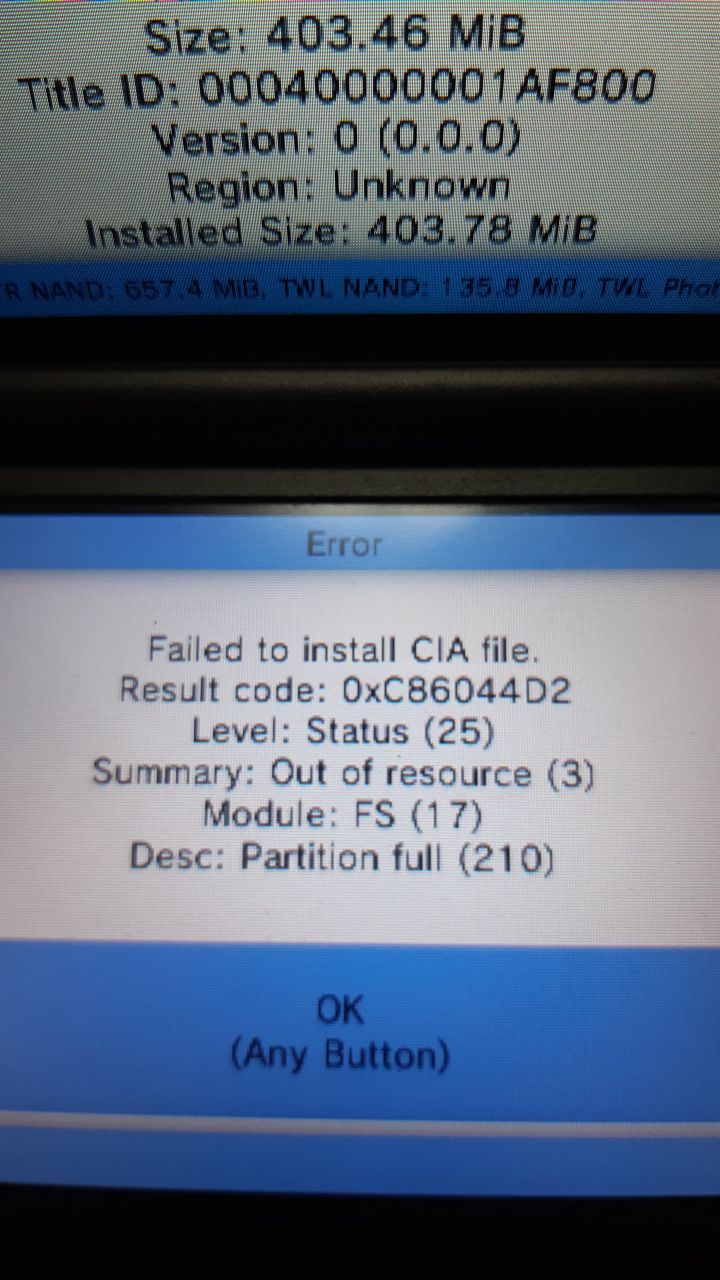 Size: 403.46 MiB
Title ID: 00040000001AF800
Version: 0 (0.0.0)
Region: Unknown
Installed Size: 403.78 MiB
R NAND: 657.4 MiB, TWL NAND: 135.8 MiB, TWL Phot
Error
Failed to install CIA file.
Result code: 0xC86044D2
Level: Status (25)
Summary: Out of resource (3)
Module: FS (17)
Desc: Partition full (210)
OK
(Any Button)